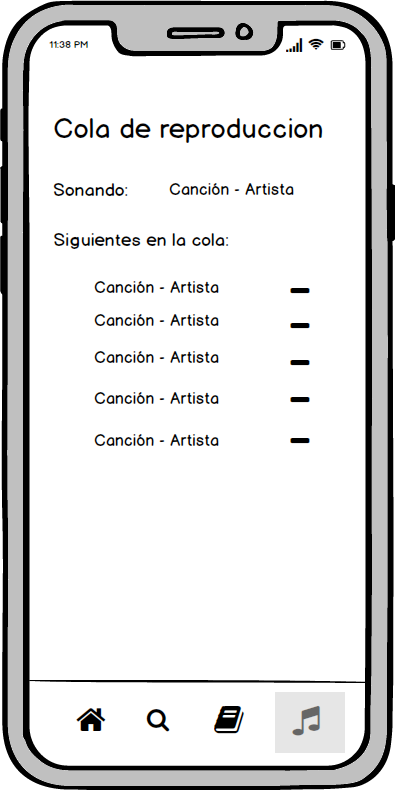 11:38 PM
Cola de reproduccion
Sonando: Canción - Artista
Siguientes en la cola:
Canción - Artista
Canción - Artista
Canción - Artista
Canción - Artista
Canción - Artista